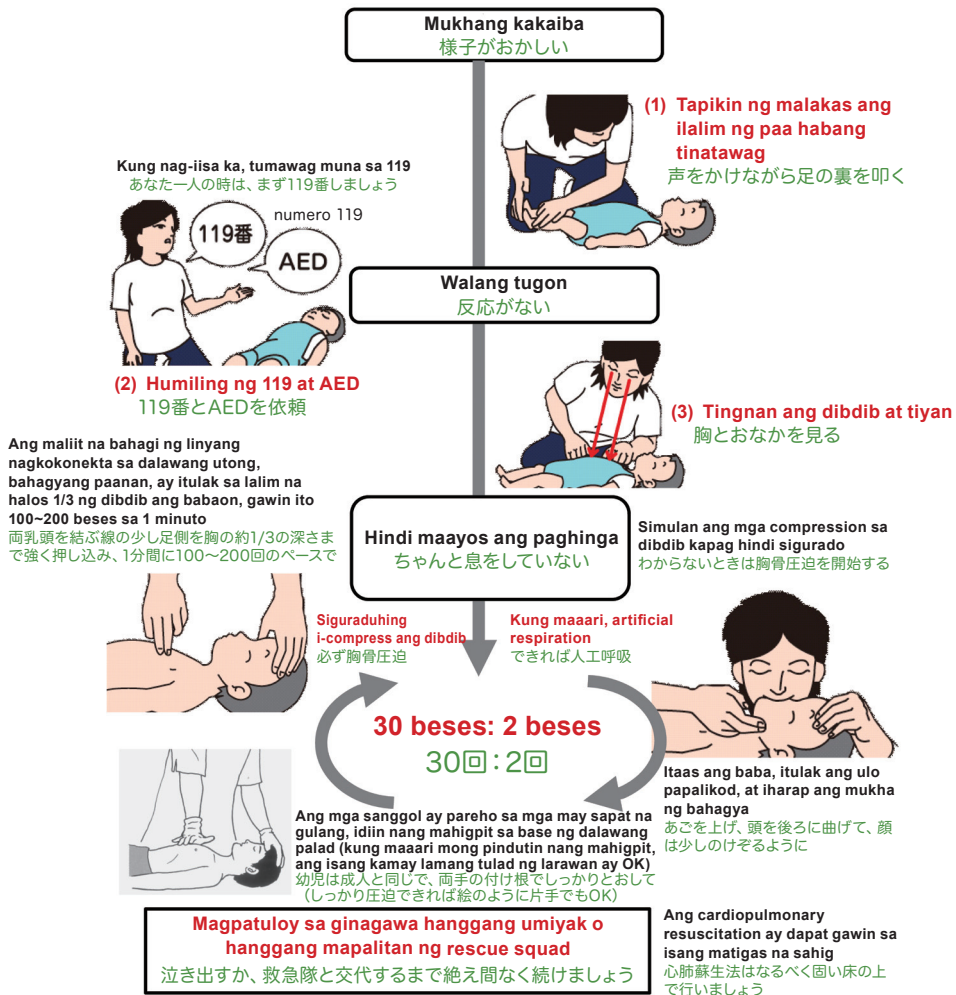 Mukhang kakaiba
様子がおかしい
(1) Tapikin ng malakas ang
ilalim ng paa habang
tinatawag
声をかけながら足の裏を叩く
Kung nag-iisa ka, tumawag muna sa 119
あなた一人の時は、まず119番しましょう
numero 119
119番
AED
Walang tugon
反応がない
(2) Humiling ng 119 at AED
119番とAEDを依頼
(3) Tingnan ang dibdib at tiyan
胸とおなかを見る
Ang maliit na bahagi ng linyang
nagkokonekta sa dalawang utong,
bahagyang paanan, ay itulak sa lalim na
halos 1/3 ng dibdib ang babaon, gawin ito
100~200 beses sa 1 minuto
両乳頭を結ぶ線の少し足側を胸の約1/3の深さま
で強く押し込み、1分間に100〜200回のペースで
Hindi maayos ang paghinga
ちゃんと息をしていない
Simulan ang mga compression sa
dibdib kapag hindi sigurado
わからないときは胸骨圧迫を開始する
Siguraduhing
i-compress ang dibdib
必ず胸骨圧迫
Kung maaari, artificial
respiration
できれば人工呼吸
30 beses: 2 beses
30回：2回
Itaas ang baba, itulak ang ulo
papalikod, at iharap ang mukha
ng bahagya
あごを上げ、頭を後ろに曲げて、顔
は少しのけぞるように
Ang mga sanggol ay pareho sa mga may sapat na
gulang, idiin nang mahigpit sa base ng dalawang
palad (kung maaari mong pindutin nang mahigpit,
ang isang kamay lamang tulad ng larawan ay OK)
幼児は成人と同じで、両手の付け根でしっかりとおして
（しっかり圧迫できれば絵のように片手でもOK）
Magpatuloy sa ginagawa hanggang umiyak o
hanggang mapalitan ng rescue squad
泣き出すか、救急隊と交代するまで絶え間なく続けましょう
Ang cardiopulmonary
resuscitation ay dapat gawin sa
isang matigas na sahig
心肺蘇生法はなるべく固い床の上
で行いましょう